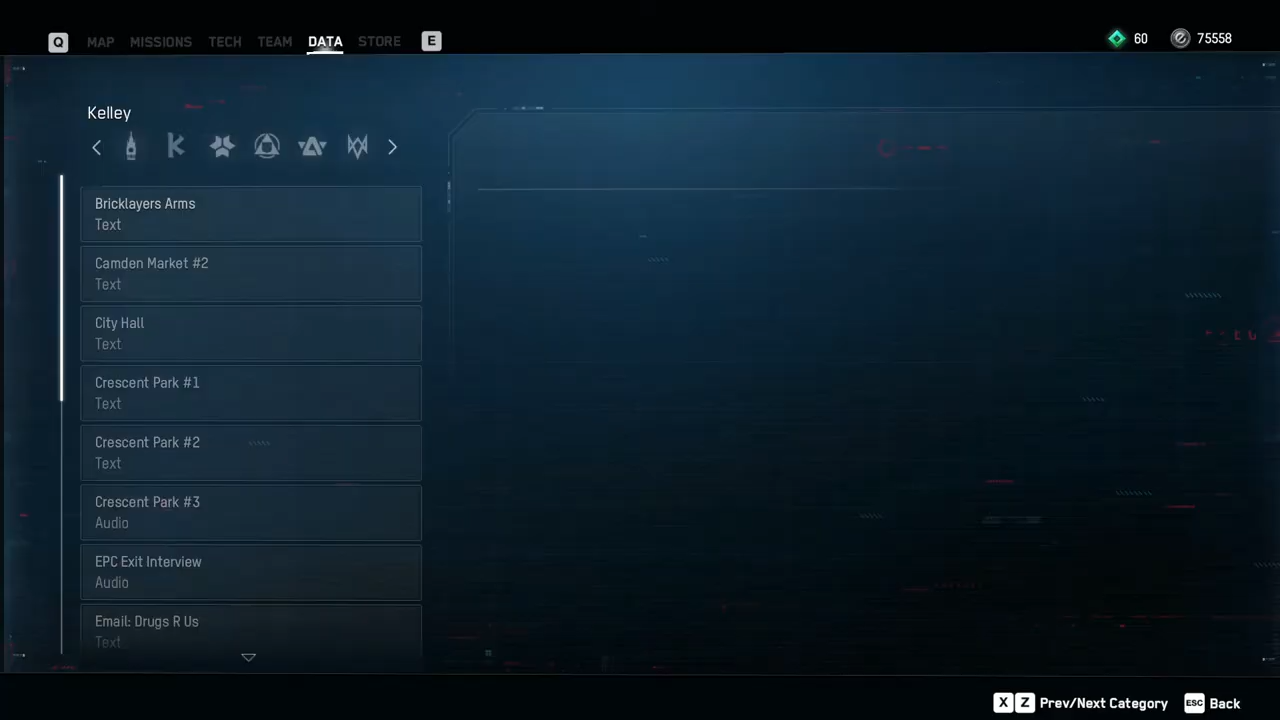 Q MAP MISSIONS TECH TEAM DATA STORE E 60 75558
Kelley
Bricklayers Arms
Text
Camden Market #2
Text
City Hall
Text
Crescent Park #1
Text
Crescent Park #2
Text
Crescent Park #3
Audio
EPC Exit Interview
Audio
Email: Drugs R Us
Text
X Z Prev/Next Category ESC Back